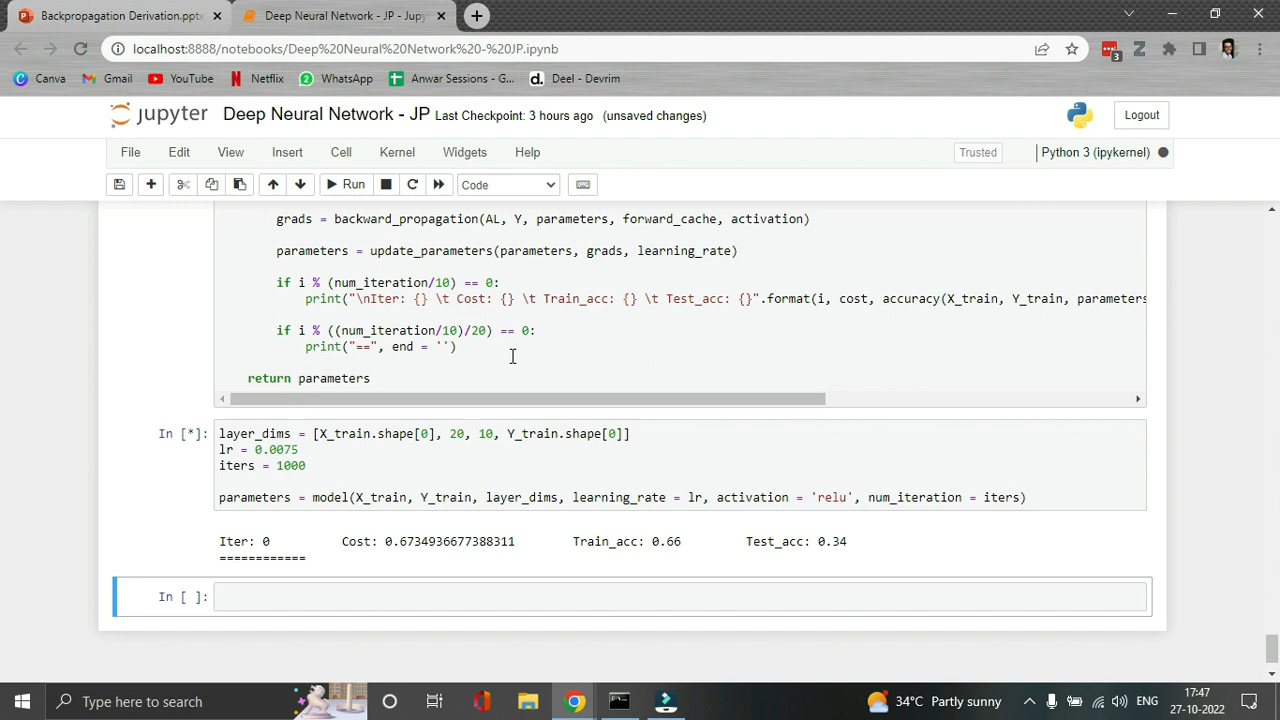 Backpropagation Derivation.pptx
Deep Neural Network - JP - Jupy
localhost:8888/notebooks/Deep%20Neural%20Network%20-%20JP.ipynb
3
Canva
Gmail
YouTube
Netflix
WhatsApp
Anwar Sessions - G...
Deel - Devrim
jupyter
Deep Neural Network - JP Last Checkpoint: 3 hours ago (unsaved changes)
Logout
File Edit View Insert Cell Kernel Widgets Help
Trusted
Python 3 (ipykernel)
Run
Code
grads = backward_propagation(AL, Y, parameters, forward_cache, activation)
parameters = update_parameters(parameters, grads, learning_rate)
if i % (num_iteration/10) == 0:
print("\nIter: {} \t Cost: {} \t Train_acc: {} \t Test_acc: {}".format(i, cost, accuracy(X_train, Y_train, parameters
if i % ((num_iteration/10)/20) == 0:
print("==", end = '')
return parameters
In [*]:
layer_dims = [X_train.shape[0], 20, 10, Y_train.shape[0]]
lr = 0.0075
iters = 1000
parameters = model(X_train, Y_train, layer_dims, learning_rate = lr, activation = 'relu', num_iteration = iters)
Iter: 0 Cost: 0.6734936677388311 Train_acc: 0.66 Test_acc: 0.34
============
In [ ]:
Type here to search
34°C Partly sunny
ENG
17:47
27-10-2022